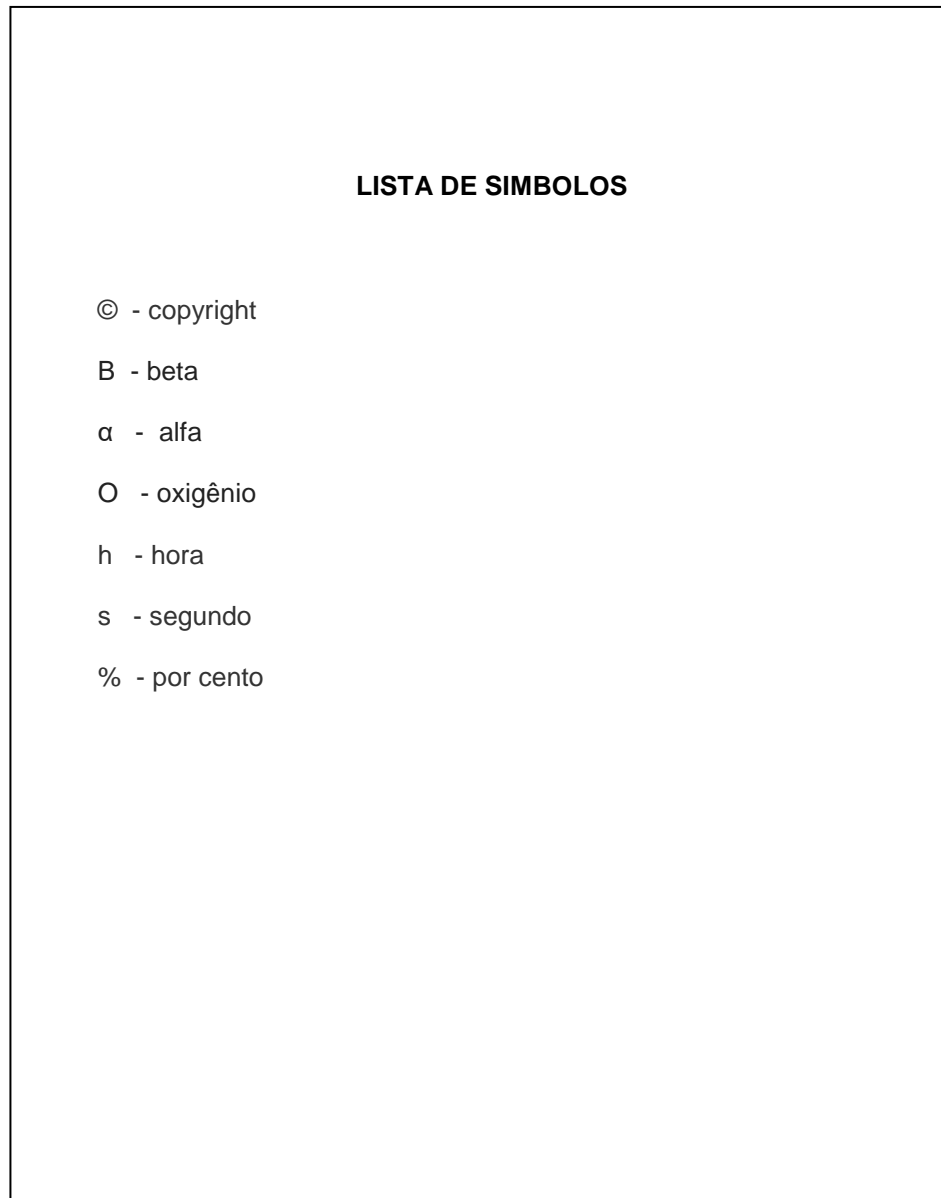 LISTA DE SIMBOLOS
© - copyright
Β - beta
α - alfa
O - oxigênio
h - hora
s - segundo
% - por cento